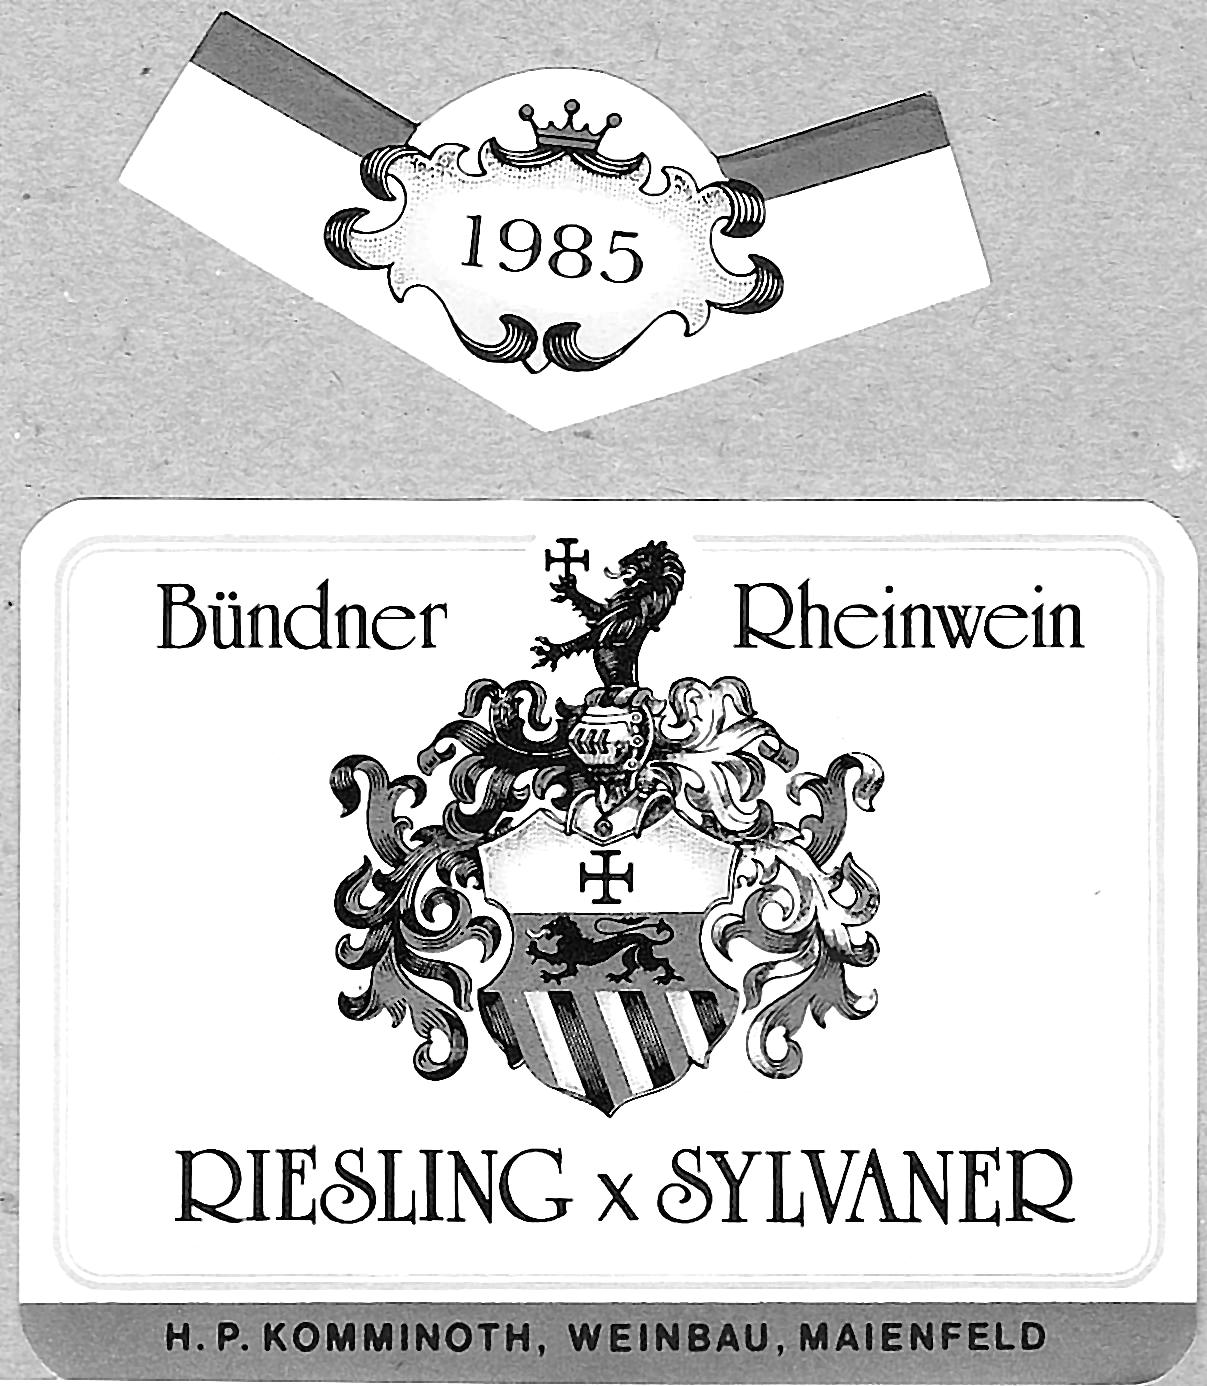 1985
Bündner Rheinwein
RIESLING x SYLVANER
H. P. KOMMINOTH, WEINBAU, MAIENFELD